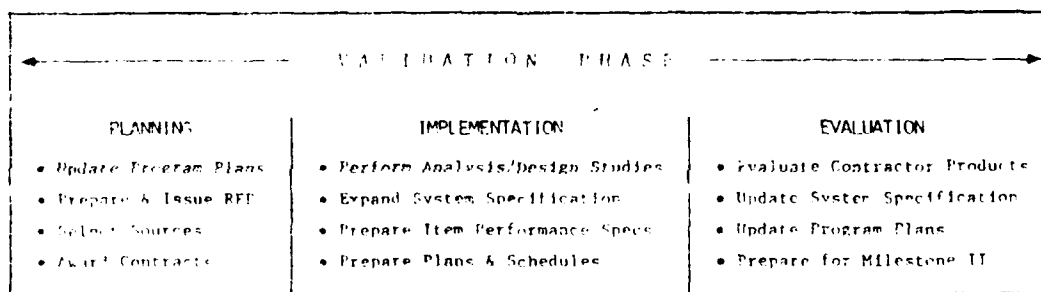 VALIDATION PHASE
PLANNING
• Update Program Plans
• Prepare & Issue RFP
• Select Sources
• Award Contracts
IMPLEMENTATION
• Perform Analysis/Design Studies
• Expand System Specification
• Prepare Item Performance Specs
• Prepare Plans & Schedules
EVALUATION
• Evaluate Contractor Products
• Update System Specification
• Update Program Plans
• Prepare for Milestone II